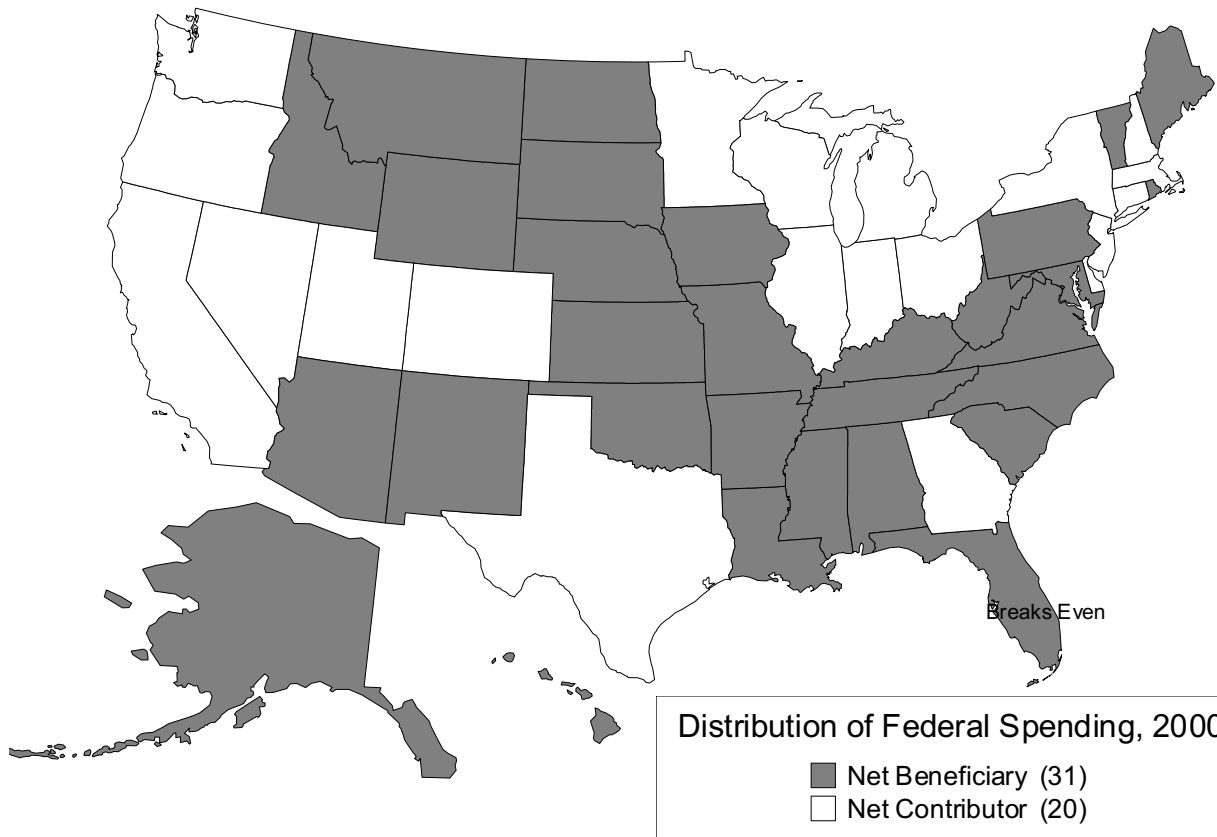 Breaks Even
Distribution of Federal Spending, 2000
Net Beneficiary (31)
Net Contributor (20)